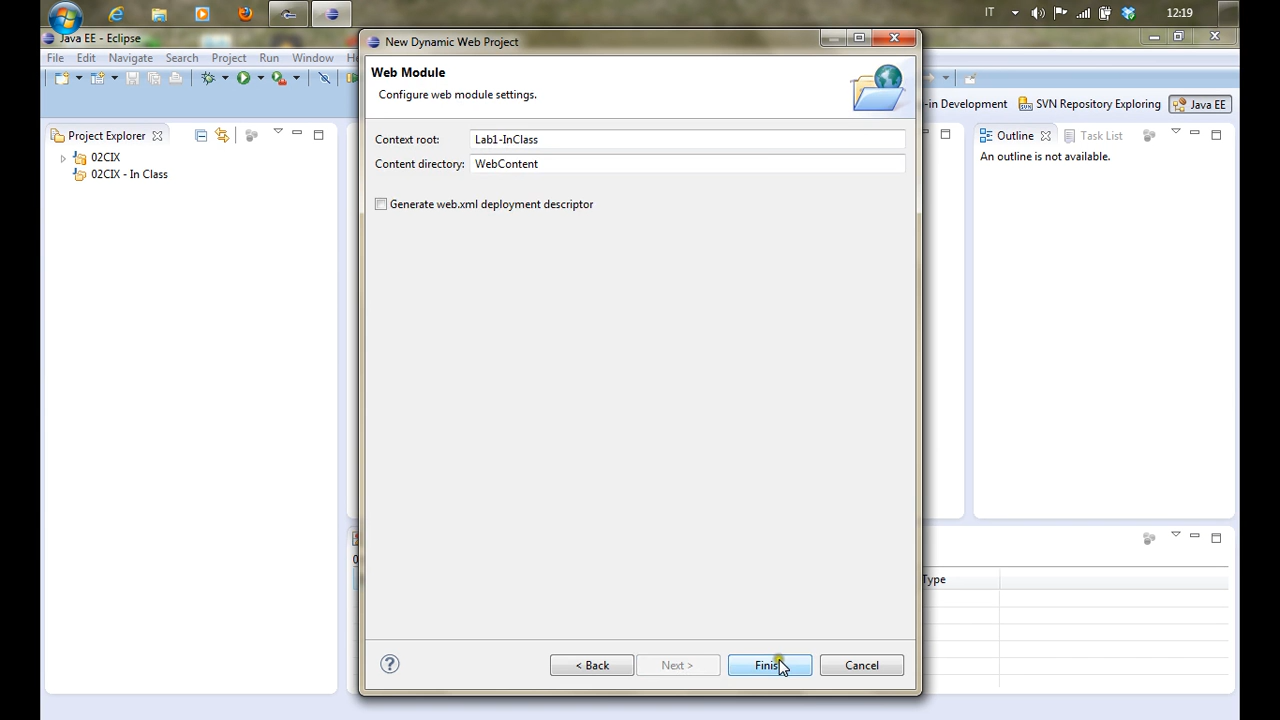 IT
12:19
Java EE - Eclipse
File Edit Navigate Search Project Run Window
New Dynamic Web Project
Web Module
Configure web module settings.
-in Development
SVN Repository Exploring
Java EE
Project Explorer
02CIX
02CIX - In Class
Context root: Lab1-InClass
Content directory: WebContent
Generate web.xml deployment descriptor
Outline
Task List
An outline is not available.
Type
< Back
Next >
Finish
Cancel